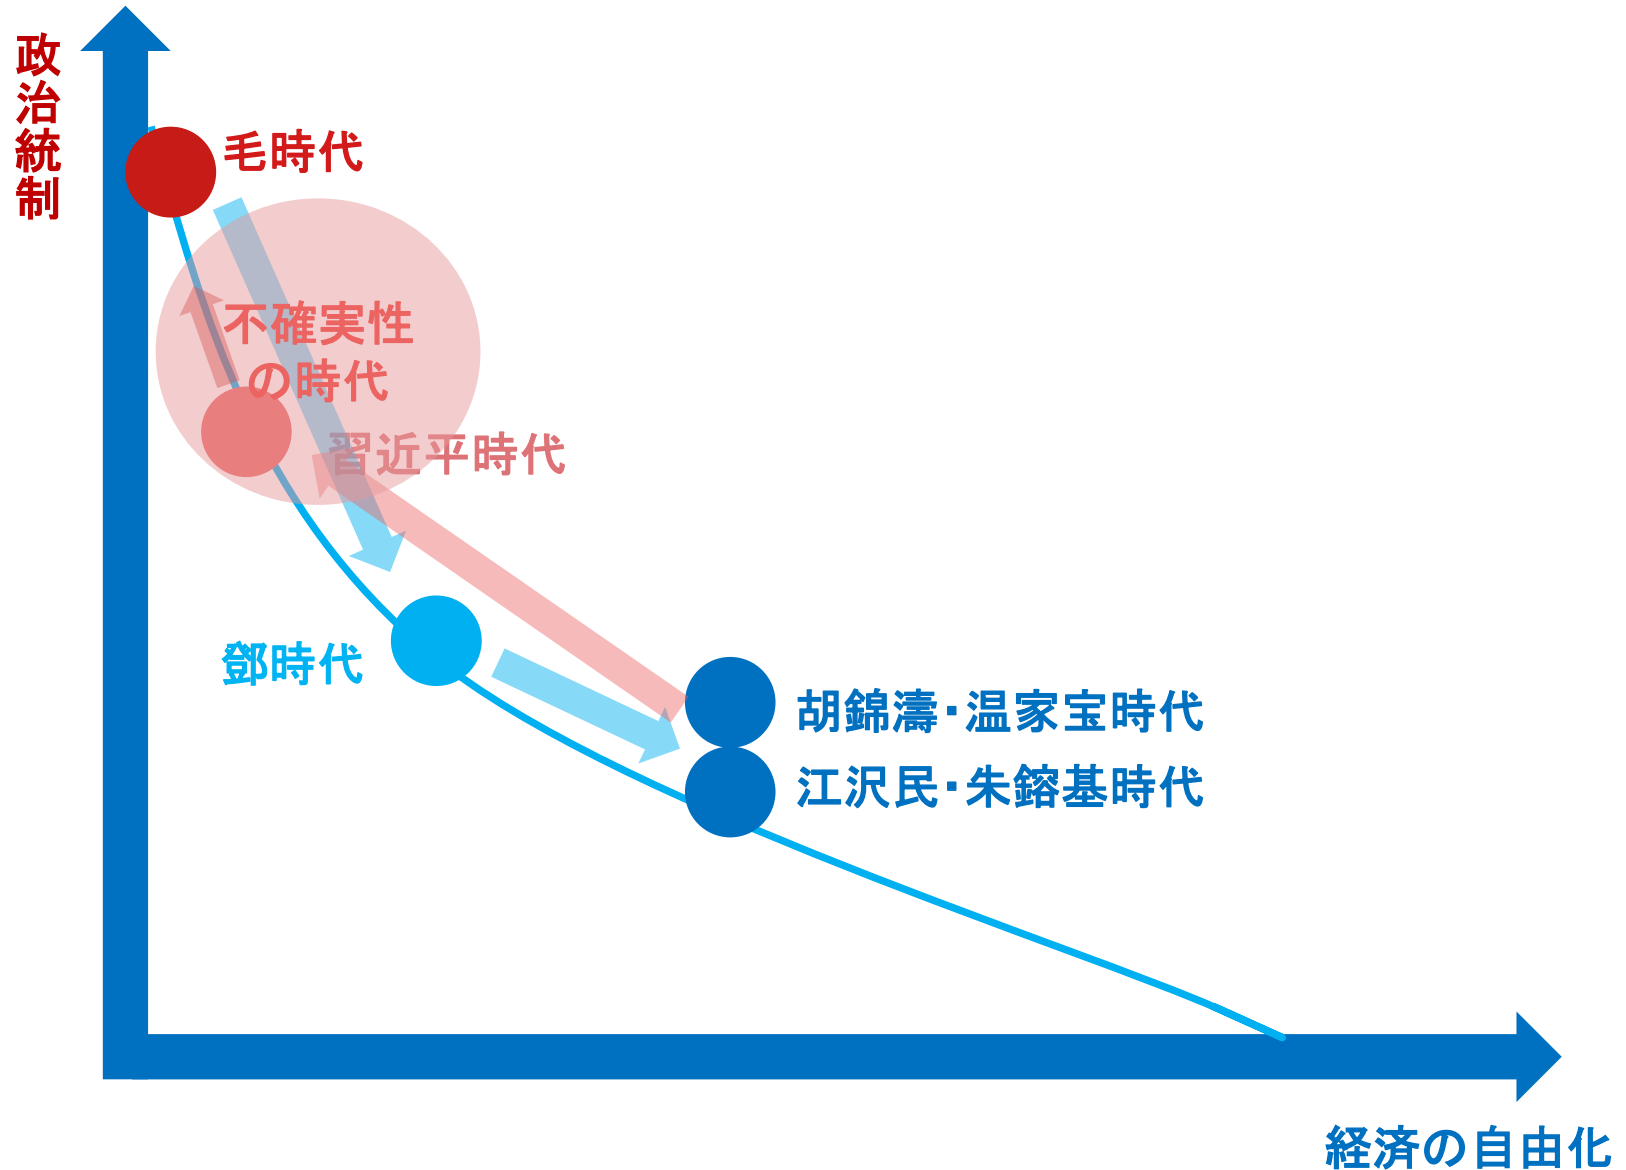 政治統制
毛時代
不確実性
の時代
習近平時代
鄧時代
胡錦濤・温家宝時代
江沢民・朱鎔基時代
経済の自由化